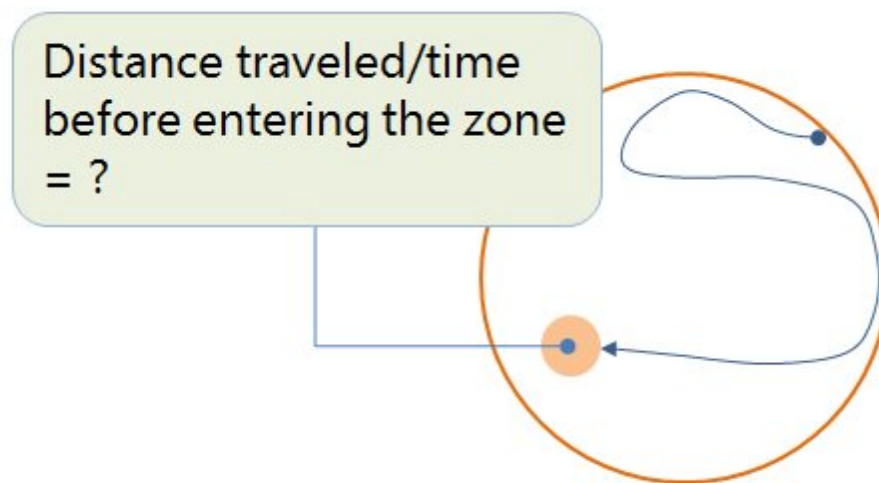 Distance traveled/time
before entering the zone
= ?